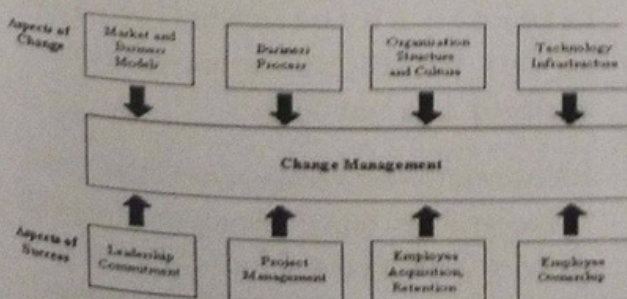 Aspects of
Change
Market and
Business
Models
Business
Process
Organization
Structure
and Culture
Technology
Infrastructure
Change Management
Aspects of
Success
Leadership
Commitment
Project
Management
Employee
Acquisition,
Retention
Employee
Ownership